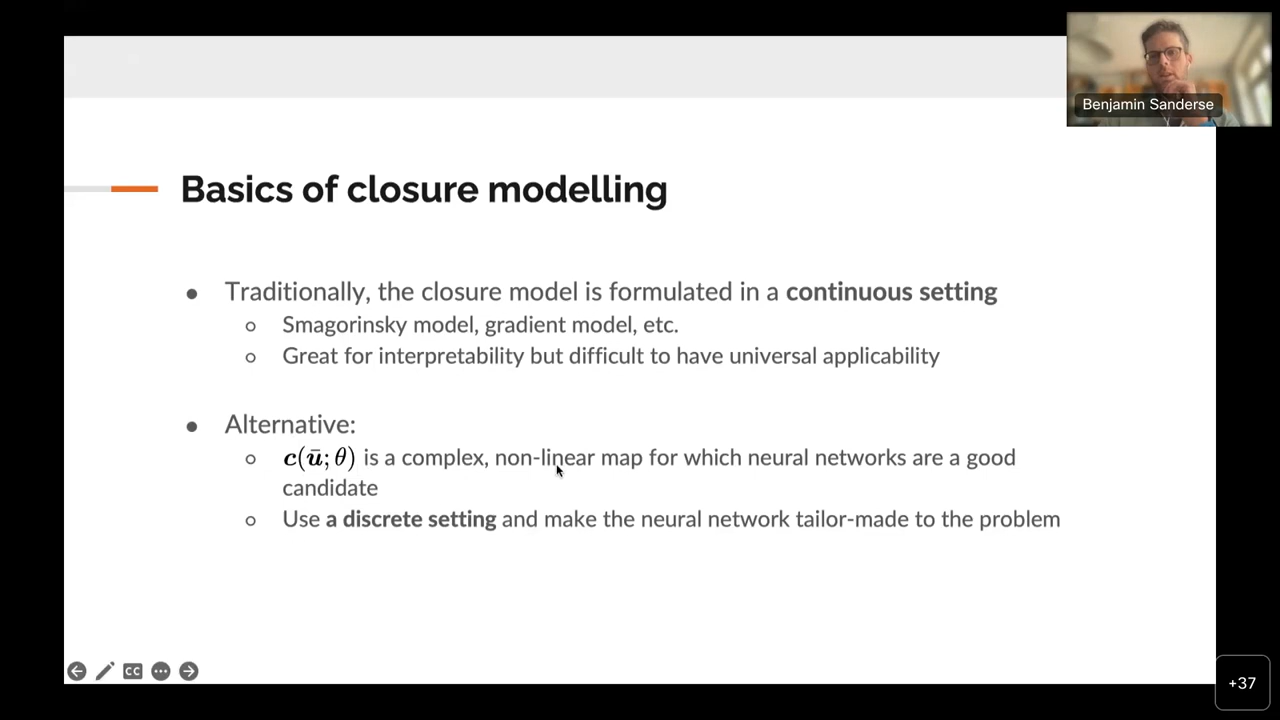 Benjamin Sanderse
Basics of closure modelling
● Traditionally, the closure model is formulated in a continuous setting
○ Smagorinsky model, gradient model, etc.
○ Great for interpretability but difficult to have universal applicability
● Alternative:
○ c(ū; θ) is a complex, non-linear map for which neural networks are a good
candidate
○ Use a discrete setting and make the neural network tailor-made to the problem
CC
+37